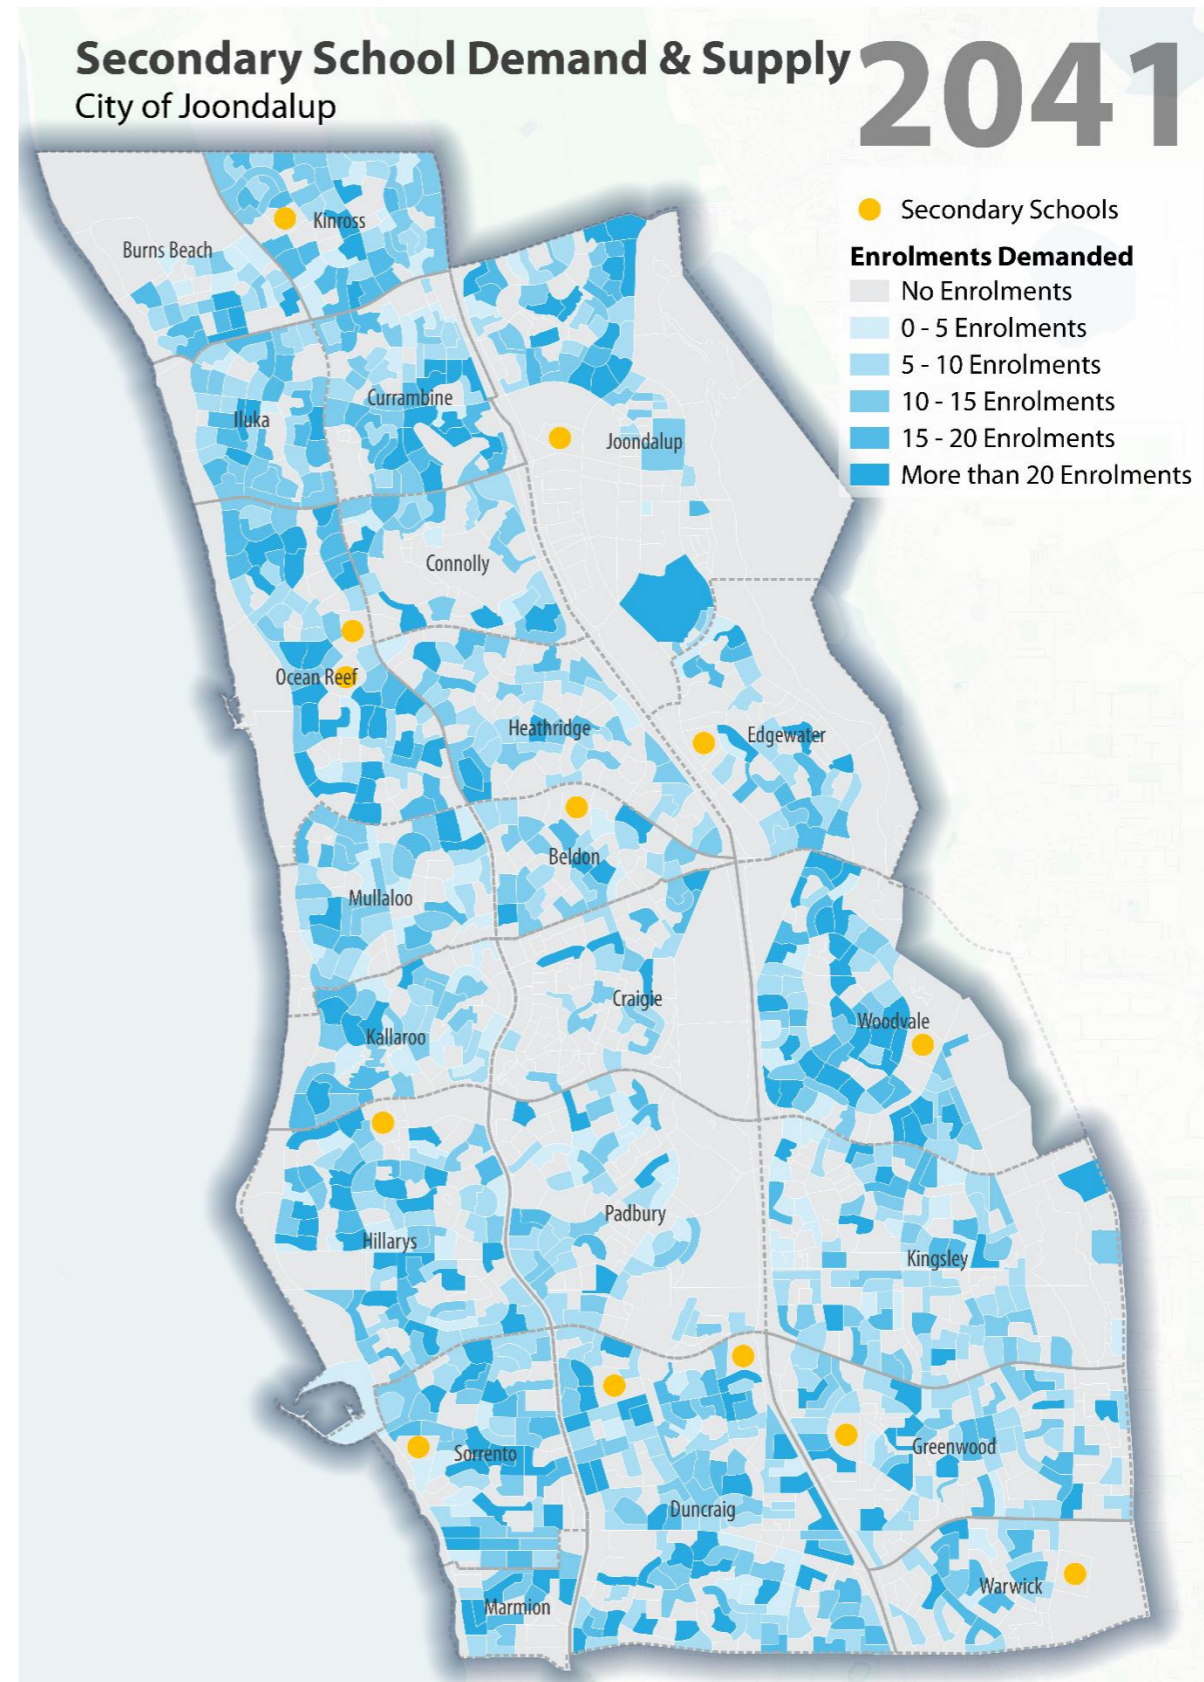 Secondary School Demand & Supply
2041
City of Joondalup
Secondary Schools
Enrolments Demanded
No Enrolments
0 - 5 Enrolments
5 - 10 Enrolments
10 - 15 Enrolments
15 - 20 Enrolments
More than 20 Enrolments
Kinross
Burns Beach
Currambine
Iluka
Joondalup
Connolly
Ocean Reef
Heathridge
Edgewater
Beldon
Mullaloo
Craigie
Woodvale
Kallaroo
Padbury
Hillarys
Kingsley
Greenwood
Sorrento
Duncraig
Warwick
Marmion